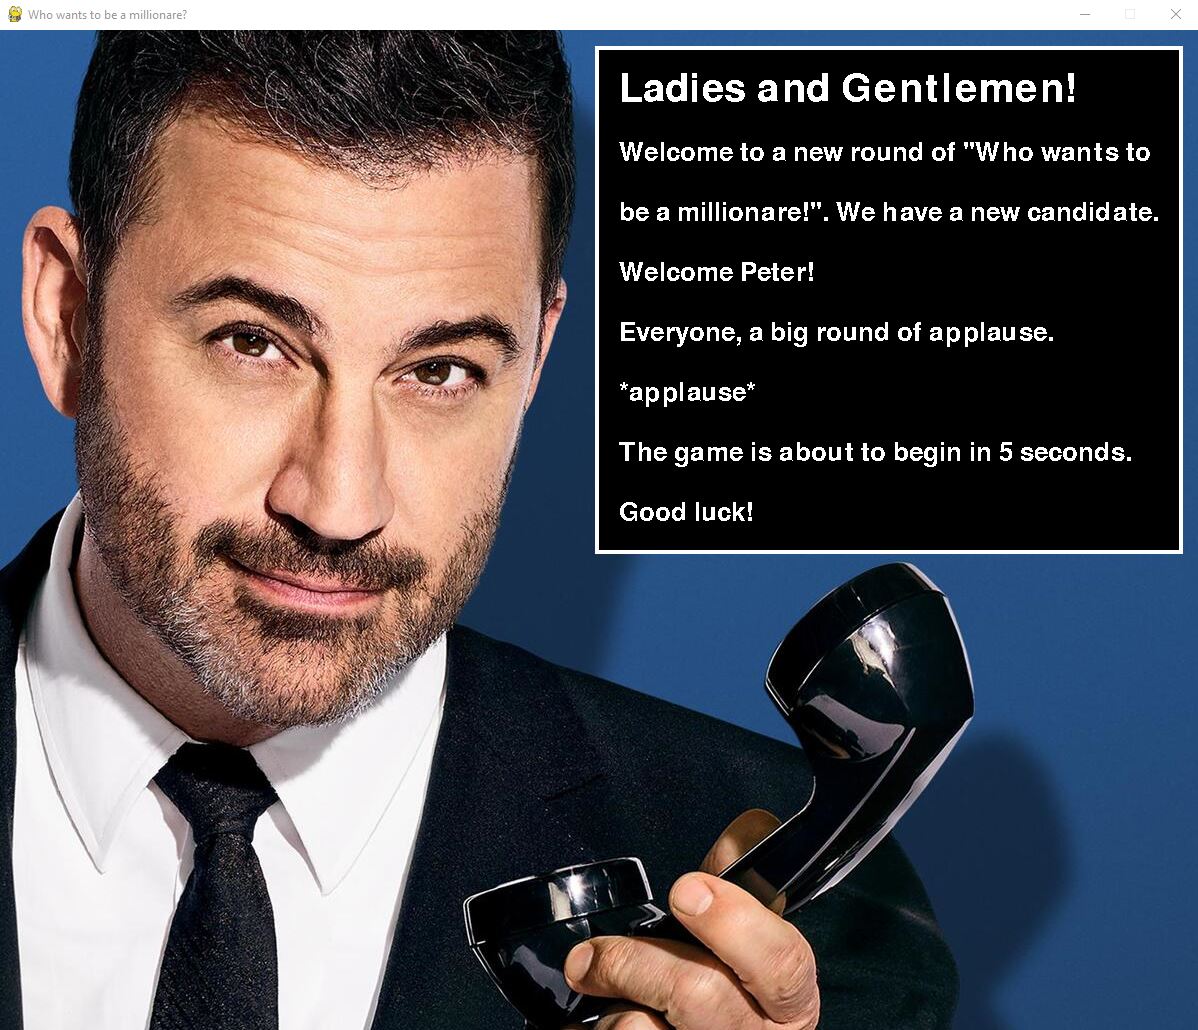 Who wants to be a millionare?
Ladies and Gentlemen!
Welcome to a new round of "Who wants to
be a millionare!". We have a new candidate.
Welcome Peter!
Everyone, a big round of applause.
*applause*
The game is about to begin in 5 seconds.
Good luck!